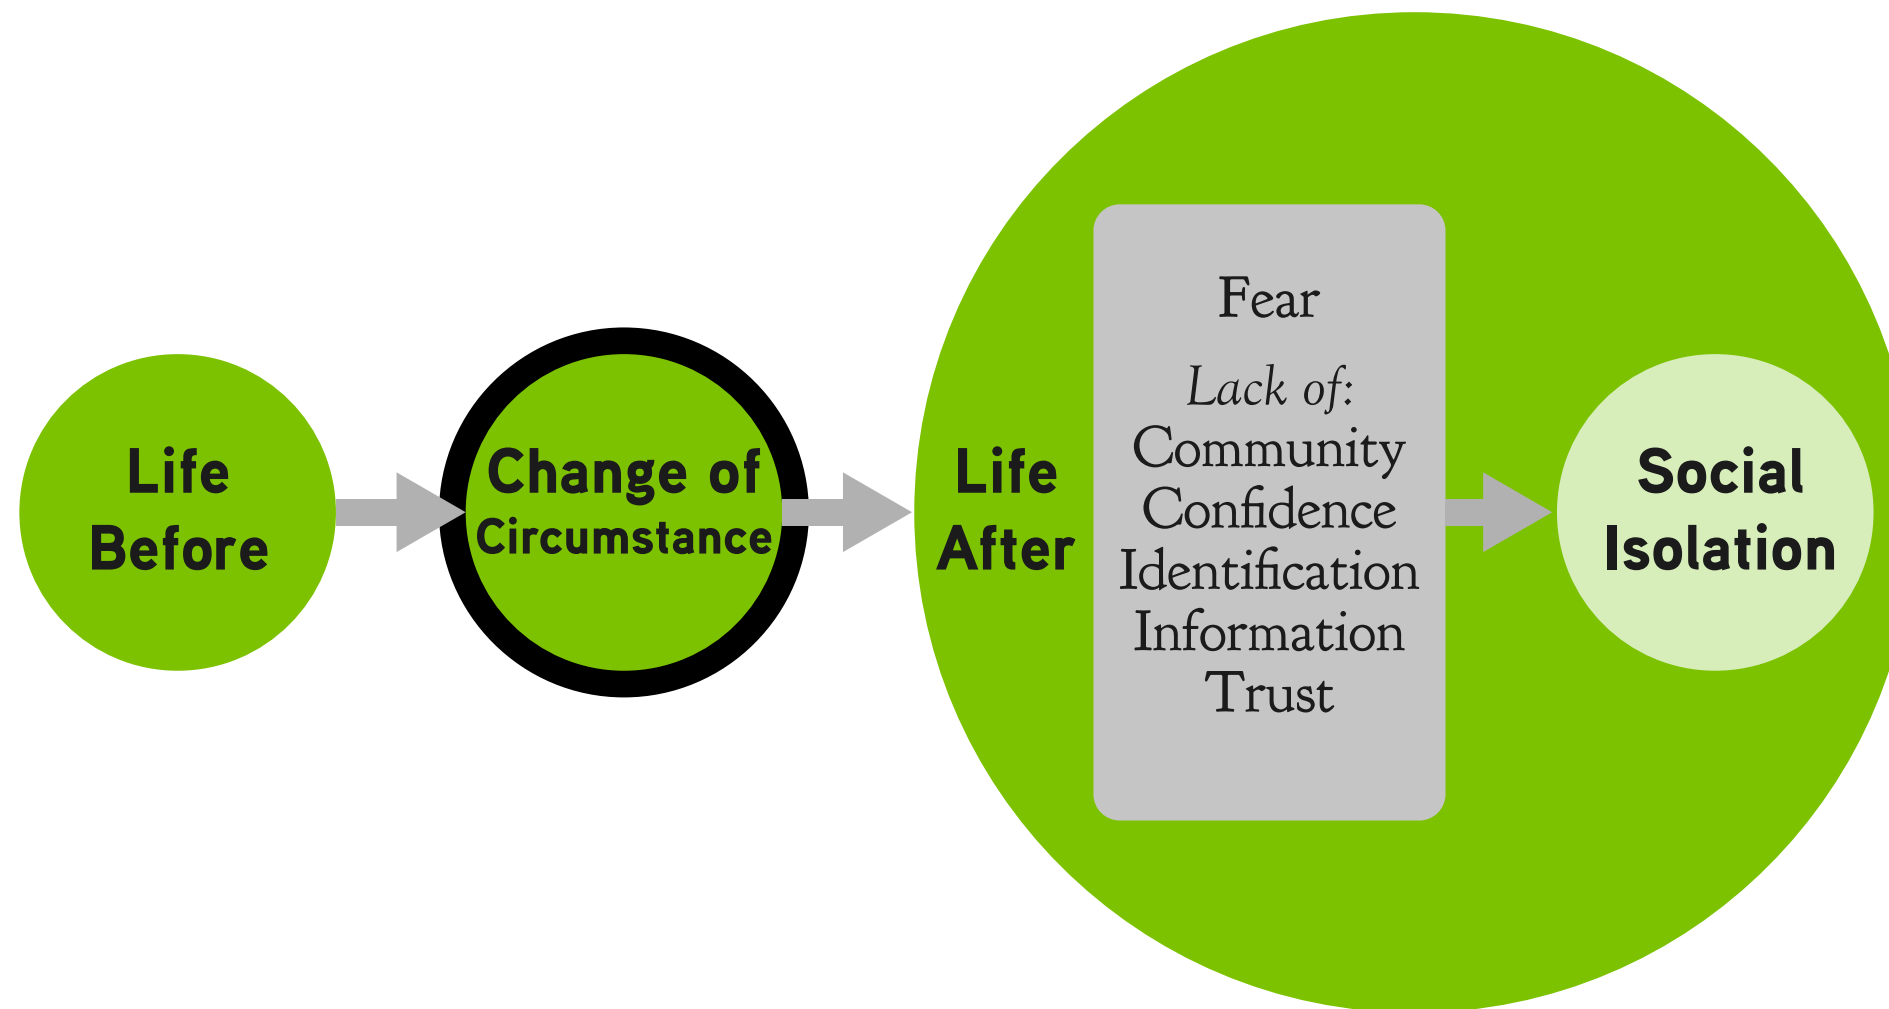 Life
Before
Change of
Circumstance
Life
After
Fear
Lack of:
Community
Confidence
Identification
Information
Trust
Social
Isolation